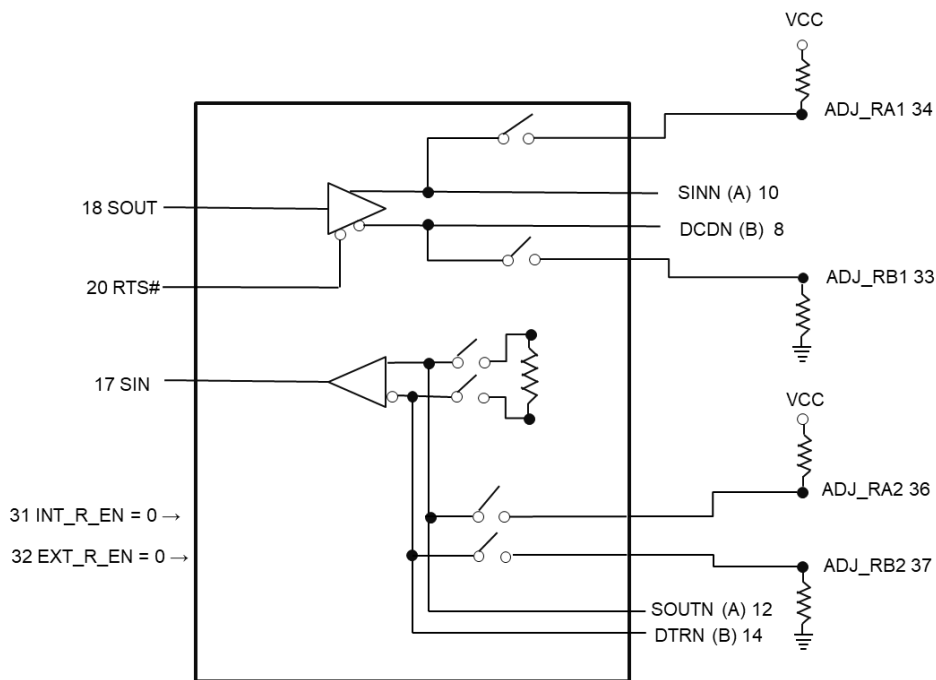 VCC
ADJ_RA1 34
18 SOUT
SINN (A) 10
DCDN (B) 8
20 RTS#
ADJ_RB1 33
17 SIN
VCC
ADJ_RA2 36
31 INT_R_EN = 0 →
32 EXT_R_EN = 0 →
ADJ_RB2 37
SOUTN (A) 12
DTRN (B) 14